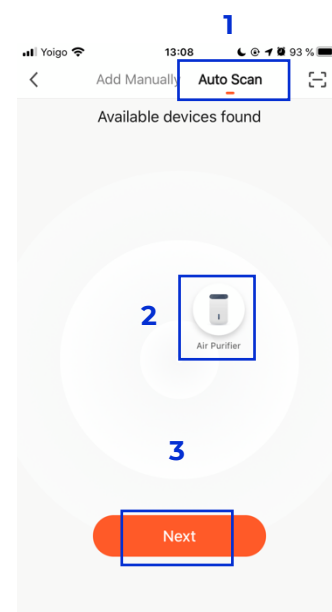 1
Yoigo 13:08 93 %
Add Manually Auto Scan
Available devices found
2
Air Purifier
3
Next